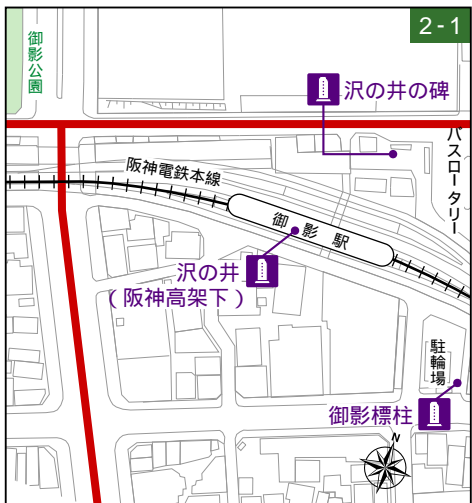 2-1
御影公園
沢の井の碑
バスロータリー
阪神電鉄本線
御影駅
沢の井
(阪神高架下)
駐輪場
御影標柱
N